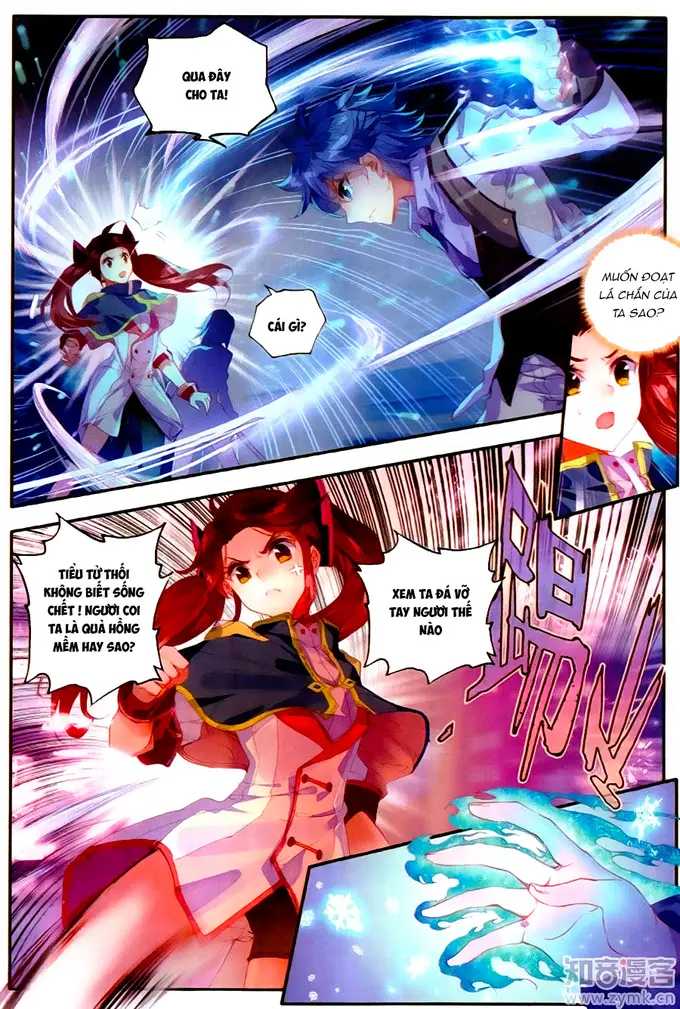 QUA ĐÂY
CHO TA!
CÁI GÌ?
MUỐN ĐOẠT
LÁ CHẮN CỦA
TA SAO?
TIỂU TỬ THỐI
KHÔNG BIẾT SỐNG
CHẾT ! NGƯƠI COI
TA LÀ QUẢ HỒNG
MỀM HAY SAO?
XEM TA ĐÁ VỠ
TAY NGƯƠI THẾ
NÀO
踢
知音漫客
www.zymk.cn